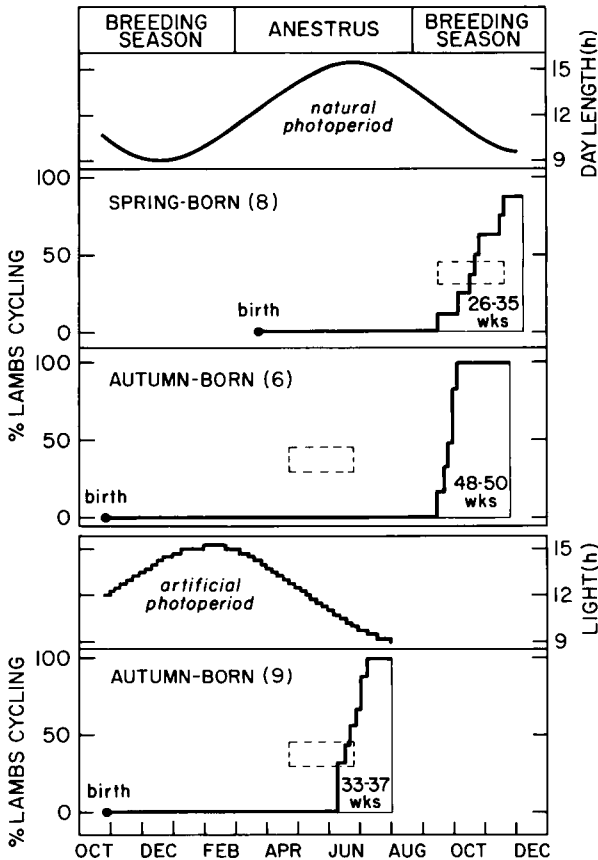 BREEDING SEASON
ANESTRUS
BREEDING SEASON
natural
photoperiod
15
12
9
DAY LENGTH(h)
100
50
0
SPRING-BORN (8)
birth
26-35
wks
% LAMBS CYCLING
100
50
0
AUTUMN-BORN (6)
birth
48-50
wks
artificial
photoperiod
15
12
9
LIGHT(h)
100
50
0
% LAMBS CYCLING
AUTUMN-BORN (9)
birth
33-37
wks
OCT DEC FEB APR JUN AUG OCT DEC